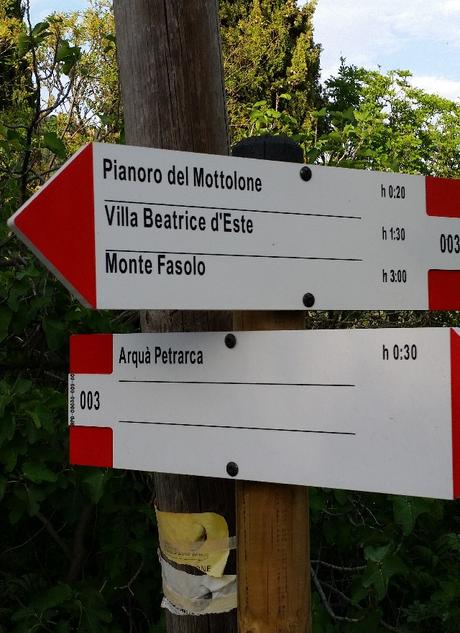 Pianoro del Mottolone h 0:20
Villa Beatrice d'Este h 1:30
Monte Fasolo h 3:00
003
Arquà Petrarca h 0:30
003